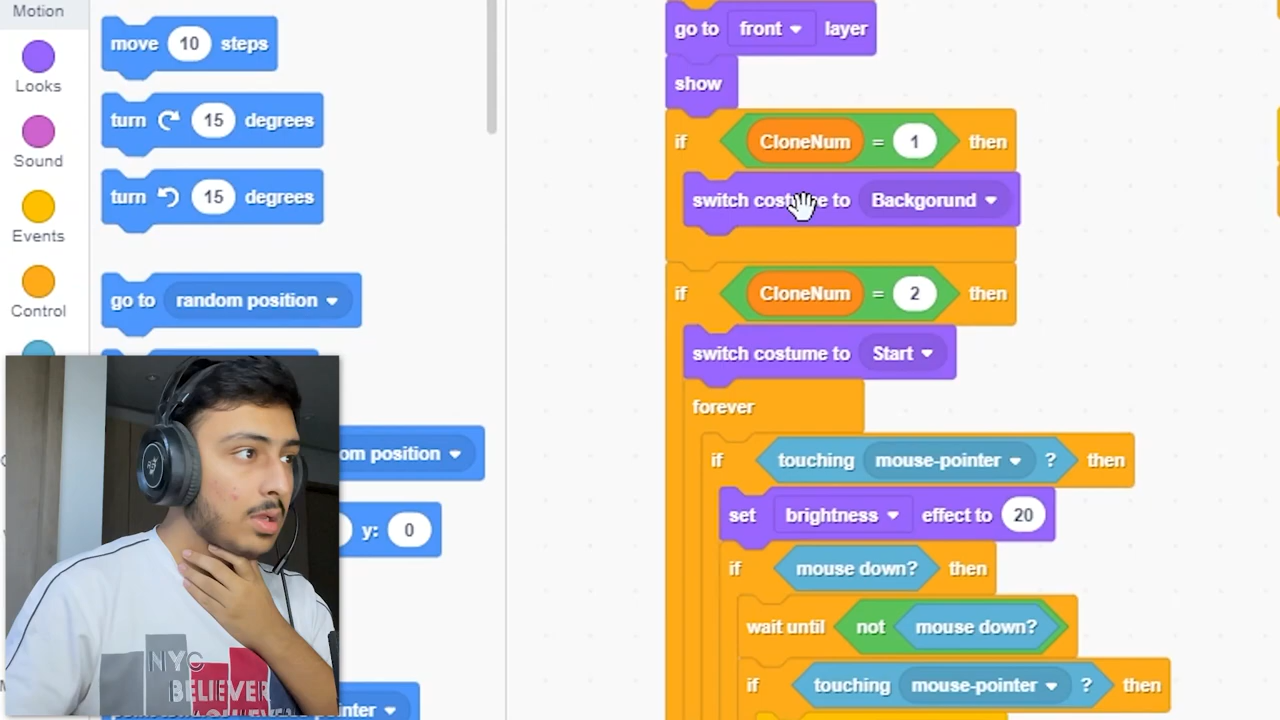 Motion
Looks
Sound
Events
Control
move 10 steps
turn 15 degrees
turn 15 degrees
go to random position
om position
y: 0
go to front layer
show
if CloneNum = 1 then
switch costume to Backgorund
if CloneNum = 2 then
switch costume to Start
forever
if touching mouse-pointer ? then
set brightness effect to 20
if mouse down? then
wait until not mouse down?
if touching mouse-pointer ? then
NYC
BELIEVER